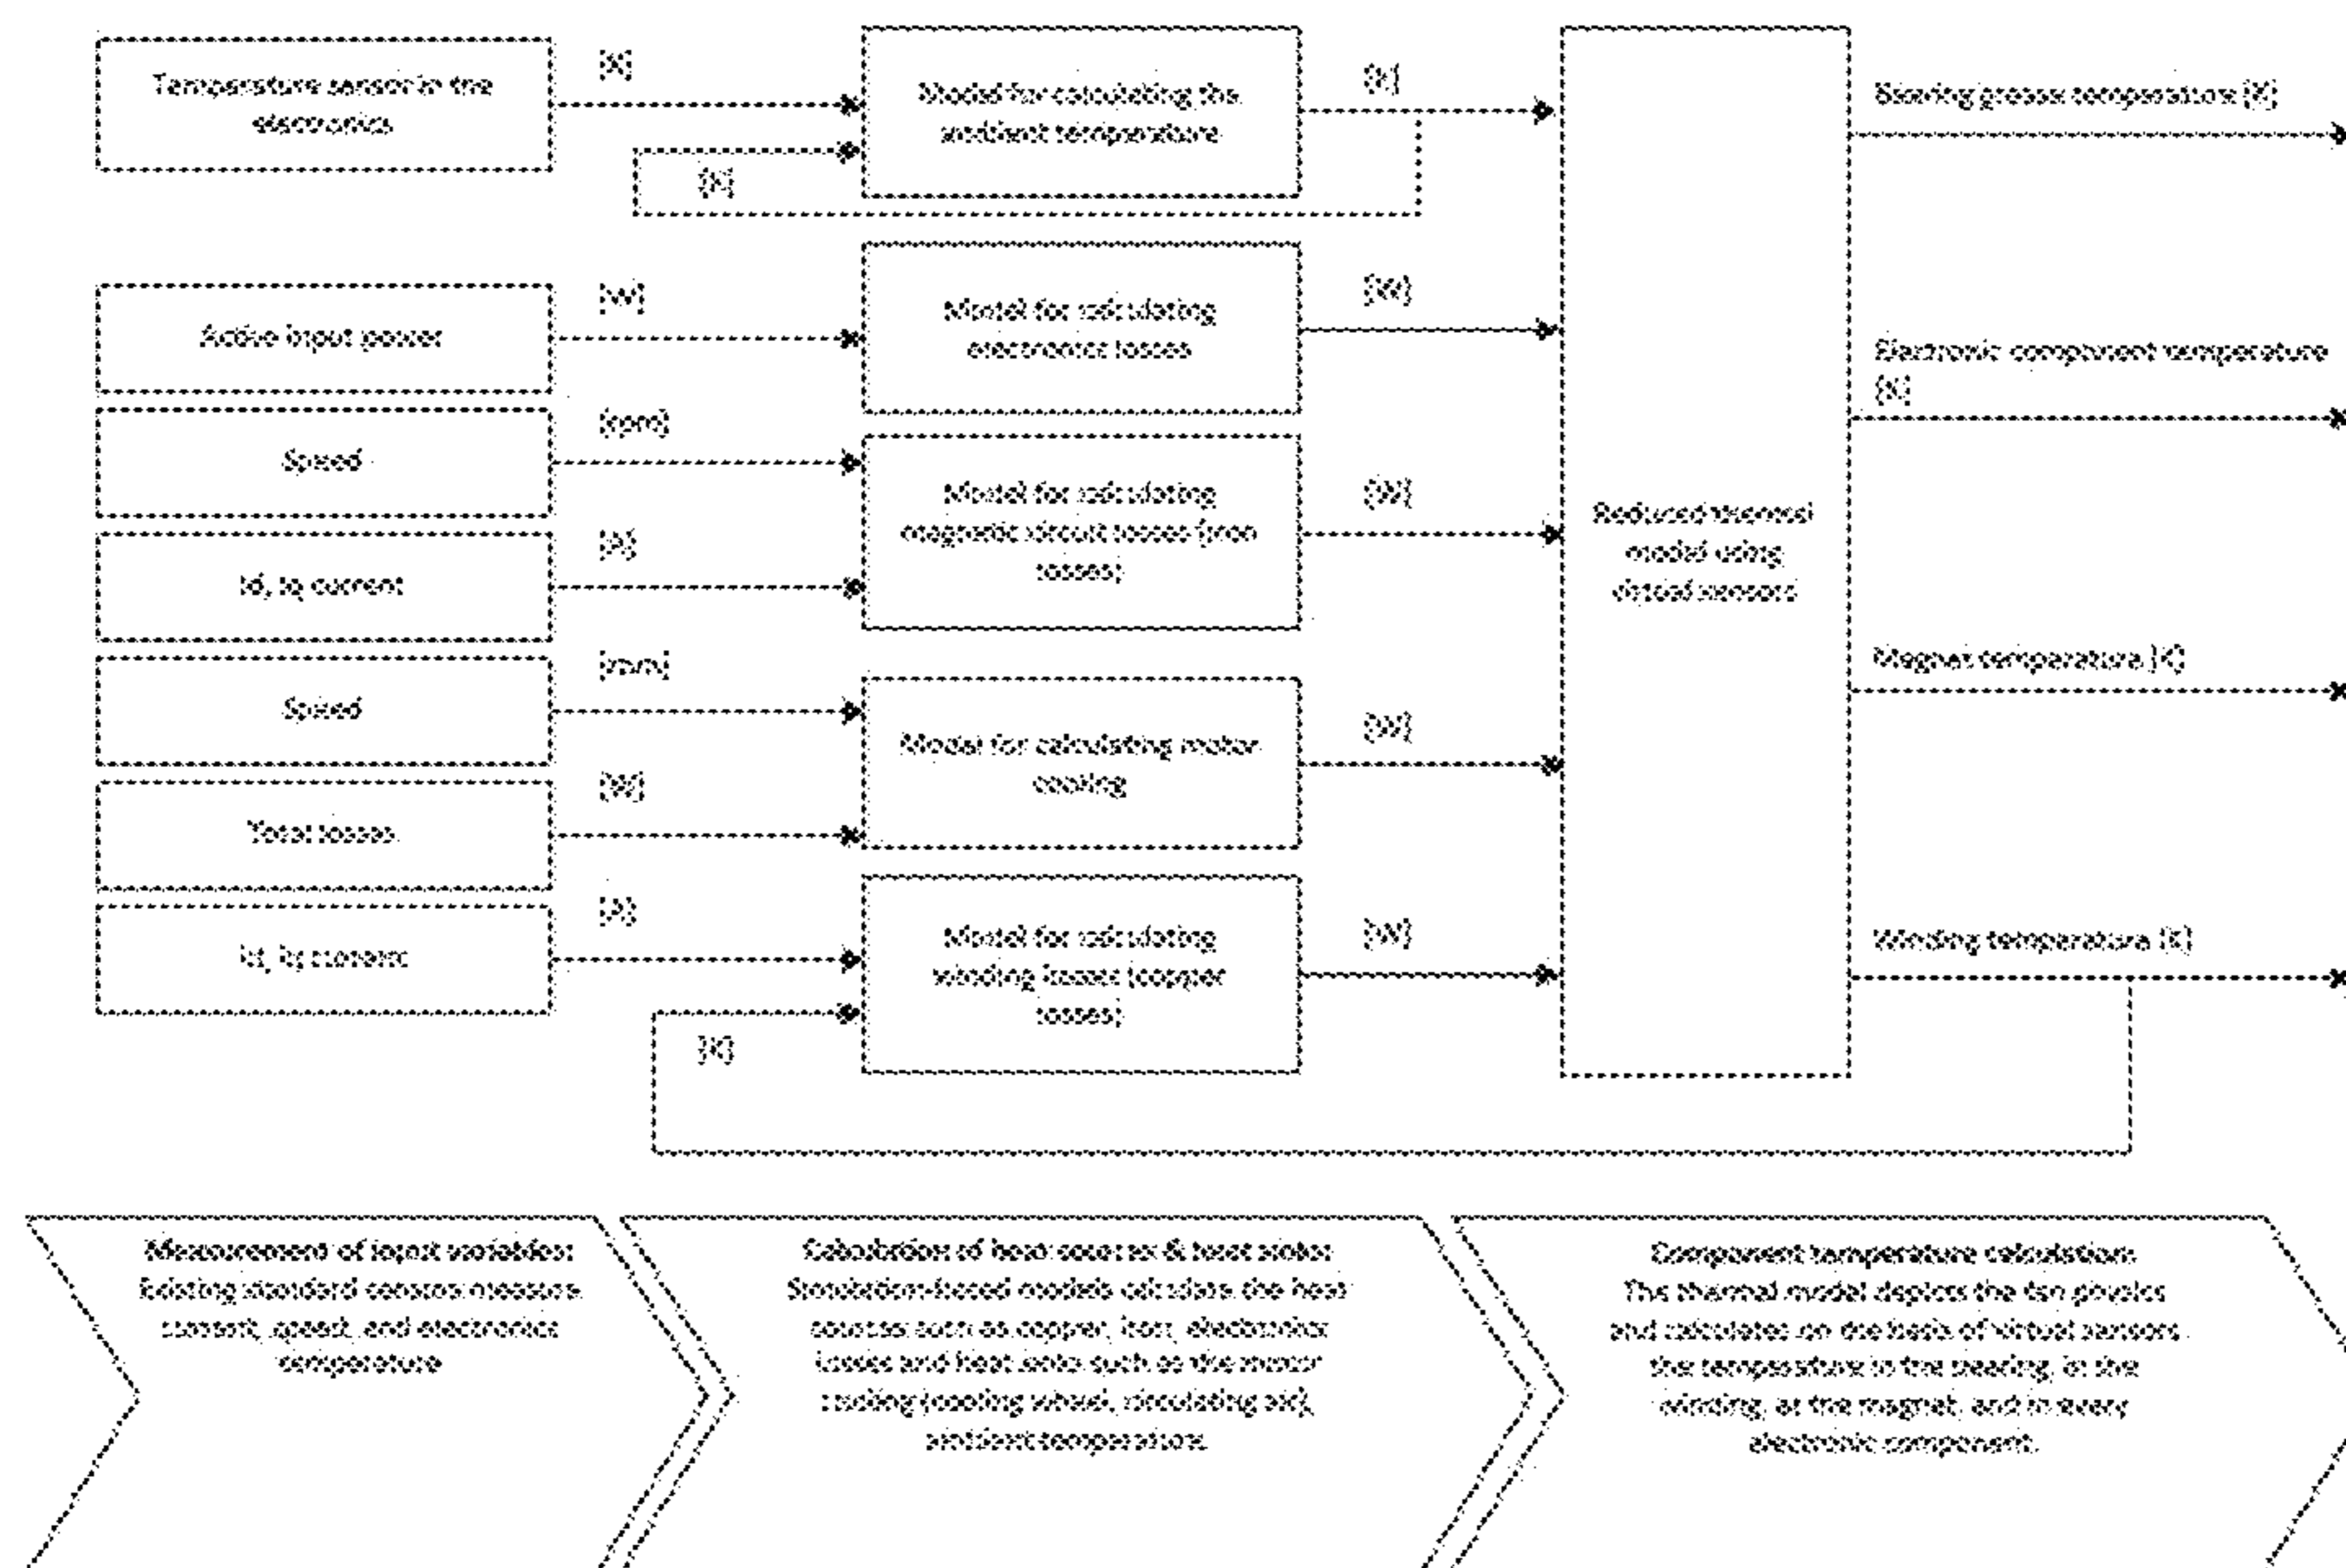 Temperature sensor in the
electronics
[K]
Model for calculating the
ambient temperature
[K]
[K]
Bearing grease temperature [K]
Active input power
[W]
Model for calculating
electronics losses
[W]
Electronic component temperature
[K]
Speed
[rpm]
Id, Iq current
[A]
Model for calculating
magnetic circuit losses (iron
losses)
[W]
Reduced thermal
model using
virtual sensors
Speed
[rpm]
Total losses
[W]
Model for calculating motor
cooling
[W]
Magnet temperature [K]
Id, Iq current
[A]
Model for calculating
winding losses (copper
losses)
[W]
[K]
Winding temperature [K]
Measurement of input variables:
Existing standard sensors measure
current, speed, and electronics
temperature
Calculation of heat sources & heat sinks:
Simulation-based models calculate the heat
sources such as copper, iron, electronics
losses and heat sinks such as the motor
cooling (cooling wheel, circulating air),
ambient temperature.
Component temperature calculation:
The thermal model depicts the fan physics
and calculates on the basis of virtual sensors
the temperature in the bearing, in the
winding, at the magnet, and in every
electronic component.